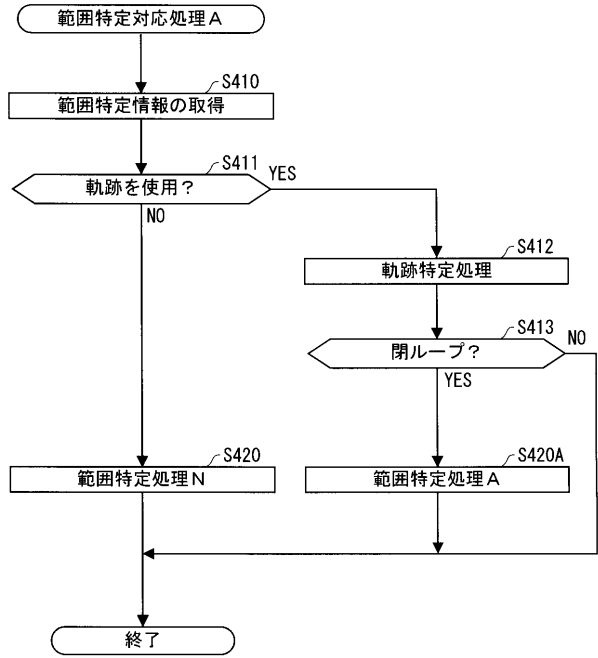 範囲特定対応処理A
S410
範囲特定情報の取得
S411
軌跡を使用？
YES
NO
S412
軌跡特定処理
S413
閉ループ？
NO
YES
S420
範囲特定処理N
S420A
範囲特定処理A
終了